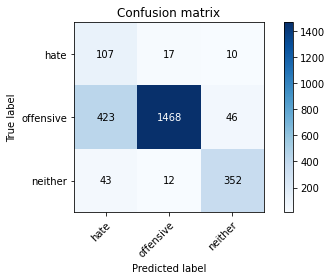 Confusion matrix
True label
hate 107 17 10
offensive 423 1468 46
neither 43 12 352
hate offensive neither
Predicted label
1400
1200
1000
800
600
400
200